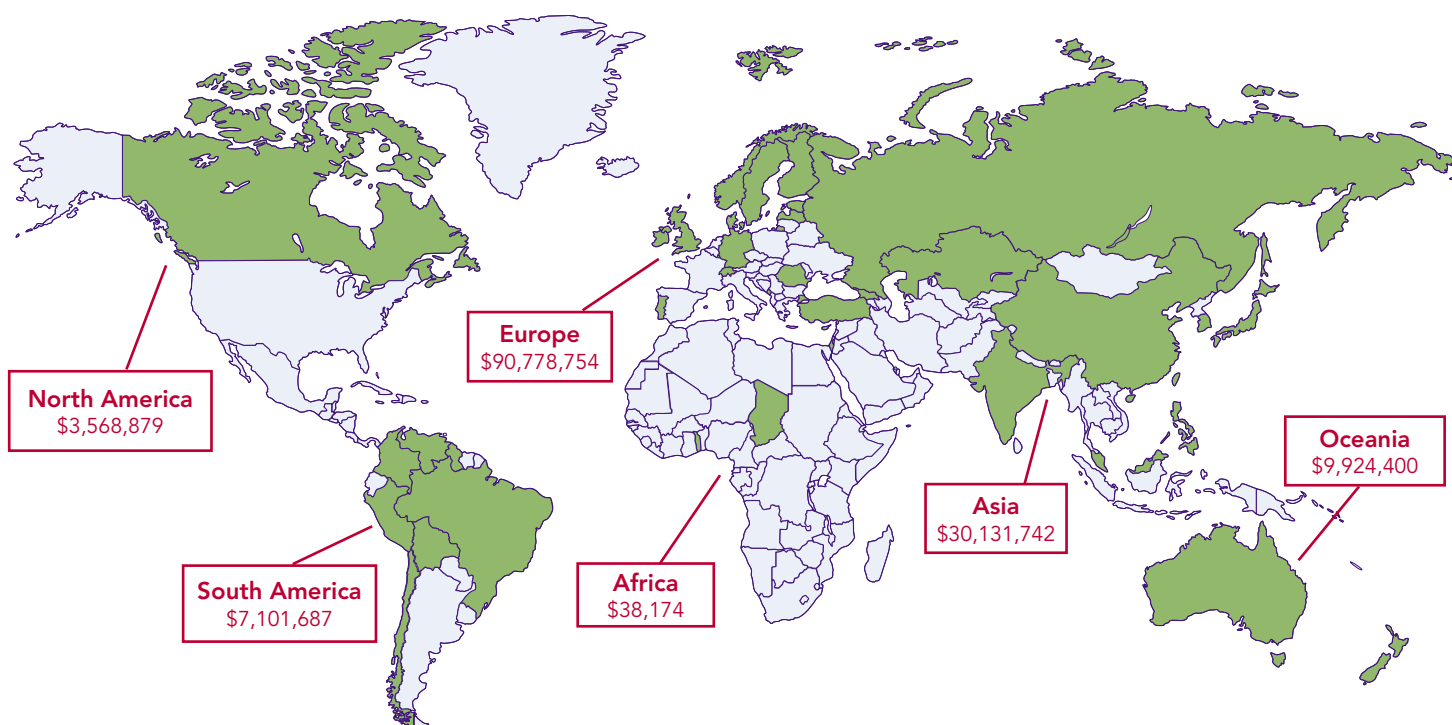 North America
$3,568,879
South America
$7,101,687
Europe
$90,778,754
Africa
$38,174
Asia
$30,131,742
Oceania
$9,924,400